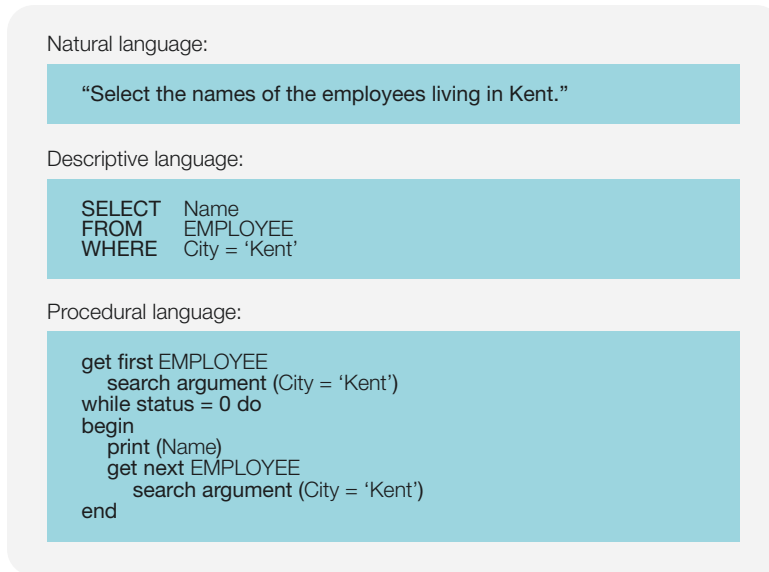 Natural language:
“Select the names of the employees living in Kent.”
Descriptive language:
SELECT Name
FROM EMPLOYEE
WHERE City = ‘Kent’
Procedural language:
get first EMPLOYEE
search argument (City = ‘Kent’)
while status = 0 do
begin
print (Name)
get next EMPLOYEE
search argument (City = ‘Kent’)
end